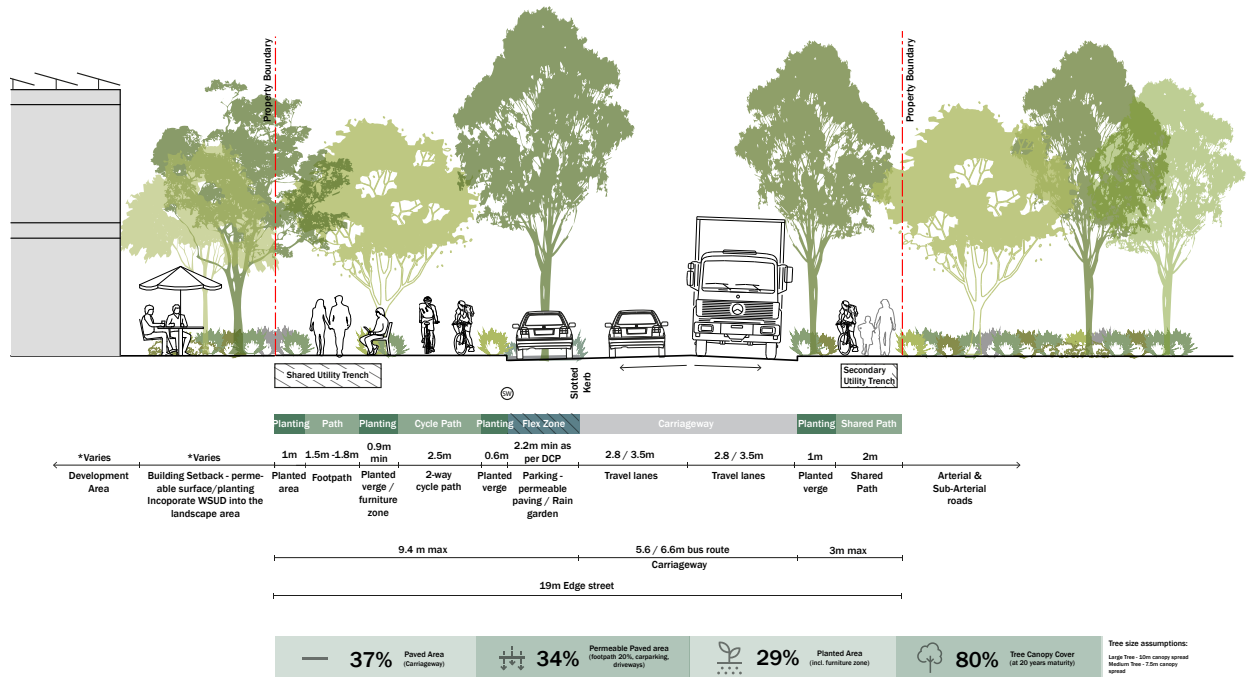 Property Boundary
Property Boundary
Shared Utility Trench
Secondary
Utility Trench
SW
Slotted
Kerb
Planting
Path
Planting
Cycle Path
Planting
Flex Zone
Carriageway
Planting
Shared Path
*Varies
*Varies
1m
1.5m -1.8m
0.9m
min
2.5m
0.6m
2.2m min as
per DCP
2.8 / 3.5m
2.8 / 3.5m
1m
2m
Development
Area
Building Setback - perme-
able surface/planting
Incoporate WSUD into the
landscape area
Planted
area
Footpath
Planted
verge /
furniture
zone
2-way
cycle path
Planted
verge
Parking -
permeable
paving / Rain
garden
Travel lanes
Travel lanes
Planted
verge
Shared
Path
Arterial &
Sub-Arterial
roads
9.4 m max
5.6 / 6.6m bus route
Carriageway
3m max
19m Edge street
37%
Paved Area
(Carriageway)
34%
Permeable Paved area
(footpath 20%, carparking,
driveways)
29%
Planted Area
(incl. furniture zone)
80%
Tree Canopy Cover
(at 20 years maturity)
Tree size assumptions:
Large Tree - 10m canopy spread
Medium Tree - 7.5m canopy
spread